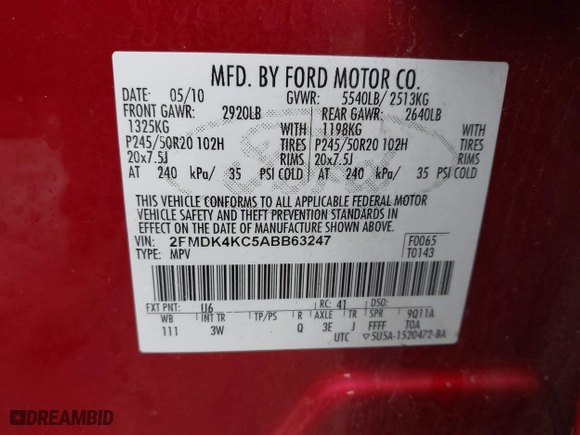 MFD. BY FORD MOTOR CO.
DATE: 05/10 GVWR: 5540LB/ 2513KG
FRONT GAWR: 2920LB REAR GAWR: 2640LB
1325KG WITH 1198KG WITH
P245/50R20 102H TIRES P245/50R20 102H TIRES
20x7.5J RIMS 20x7.5J RIMS
AT 240 kPa/ 35 PSI COLD AT 240 kPa/ 35 PSI COLD
THIS VEHICLE CONFORMS TO ALL APPLICABLE FEDERAL MOTOR
VEHICLE SAFETY AND THEFT PREVENTION STANDARDS IN
EFFECT ON THE DATE OF MANUFACTURE SHOWN ABOVE.
VIN: 2FMDK4KC5ABB63247 F0065
TYPE: MPV T0143
EXT PNT: U6 RC: 41 DSO:
WB INT TR TP/PS R AXLE TR SPR 9Q11A
111 3W Q 3E J FFFF TOA
UTC 5U5A-1520472-BA
Ford
DREAMBID